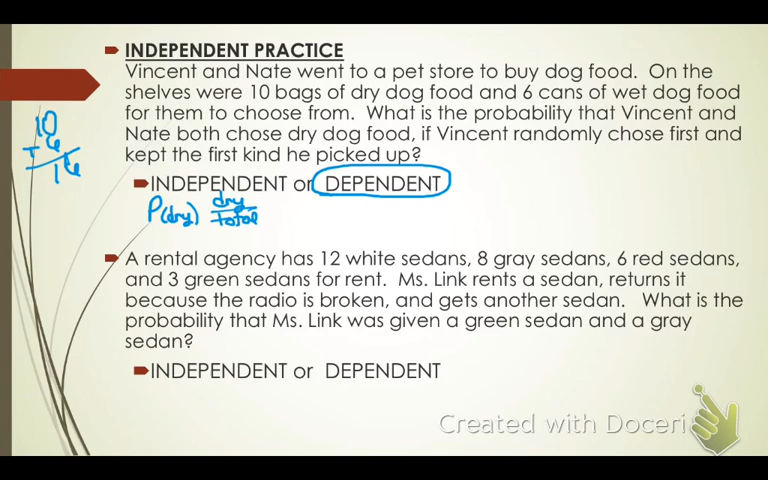 INDEPENDENT PRACTICE
Vincent and Nate went to a pet store to buy dog food. On the
shelves were 10 bags of dry dog food and 6 cans of wet dog food
for them to choose from. What is the probability that Vincent and
Nate both chose dry dog food, if Vincent randomly chose first and
kept the first kind he picked up?
10
+ 6
16
INDEPENDENT or DEPENDENT
P(dry) dry
Total
A rental agency has 12 white sedans, 8 gray sedans, 6 red sedans,
and 3 green sedans for rent. Ms. Link rents a sedan, returns it
because the radio is broken, and gets another sedan. What is the
probability that Ms. Link was given a green sedan and a gray
sedan?
INDEPENDENT or DEPENDENT
Created with Doceri